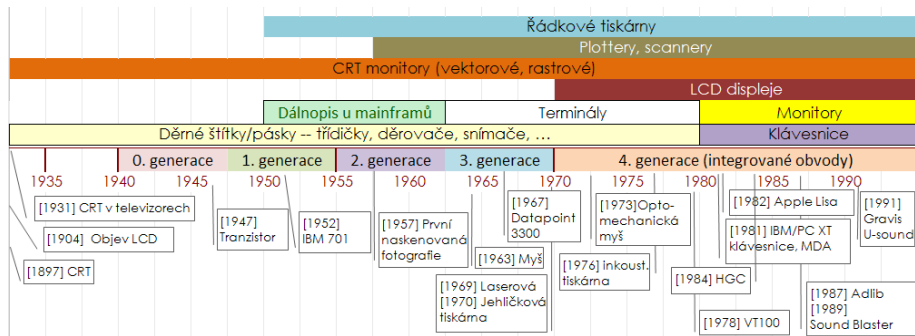 Řádkové tiskárny
Plottery, scannery
CRT monitory (vektorové, rastrové)
LCD displeje
Dálnopis u mainframů
Terminály
Monitory
Děrné štítky/pásky -- třídičky, děrovače, snímače, ...
Klávesnice
0. generace
1. generace
2. generace
3. generace
4. generace (integrované obvody)
1935
1940
1945
1950
1955
1960
1965
1970
1975
1980
1985
1990
[1931] CRT v televizorech
[1904] Objev LCD
[1897] CRT
[1947]
Tranzistor
[1952]
IBM 701
[1957] První
naskenovaná
fotografie
[1963] Myš
[1969] Laserová
[1970] Jehličková
tiskárna
[1967]
Datapoint
3300
[1973]Opto-
mechanická
myš
[1976] inkoust.
tiskárna
[1982] Apple Lisa
[1981] IBM/PC XT
klávesnice, MDA
[1984] HGC
[1978] VT100
[1991]
Gravis
U-sound
[1987] Adlib
[1989]
Sound Blaster